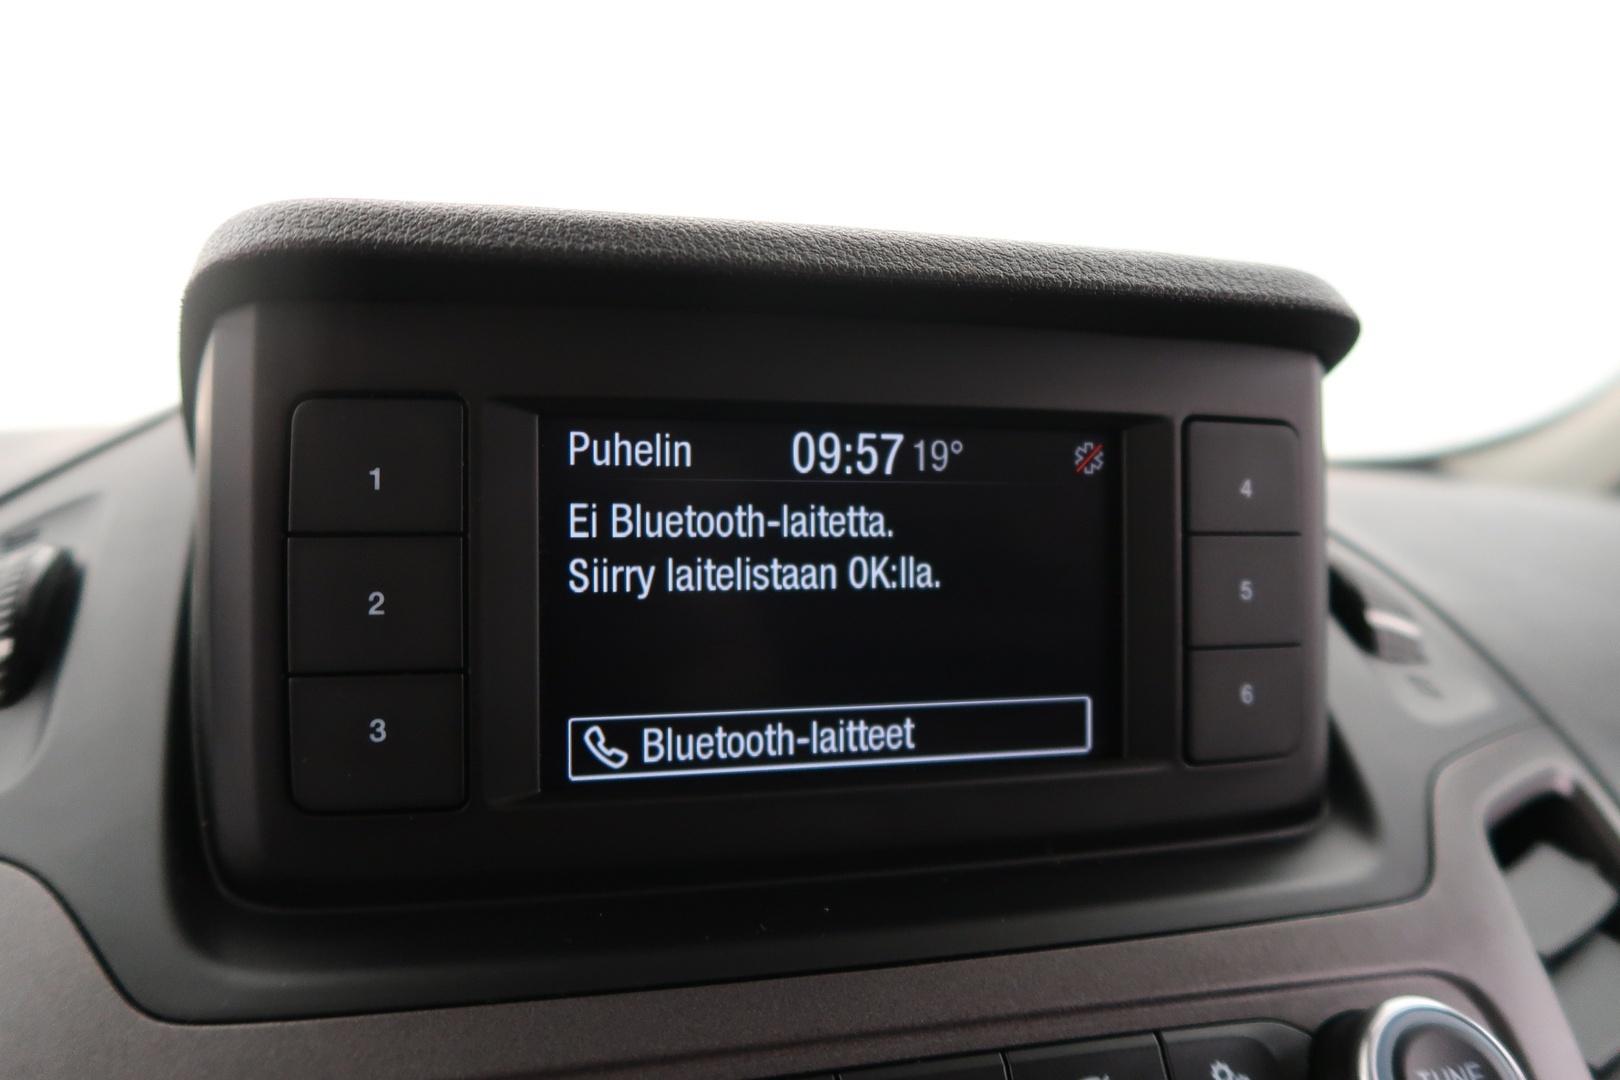 Puhelin 09:57 19°
Ei Bluetooth-laitetta.
Siirry laitelistaan OK:lla.
Bluetooth-laitteet
1
2
3
4
5
6
TUNE